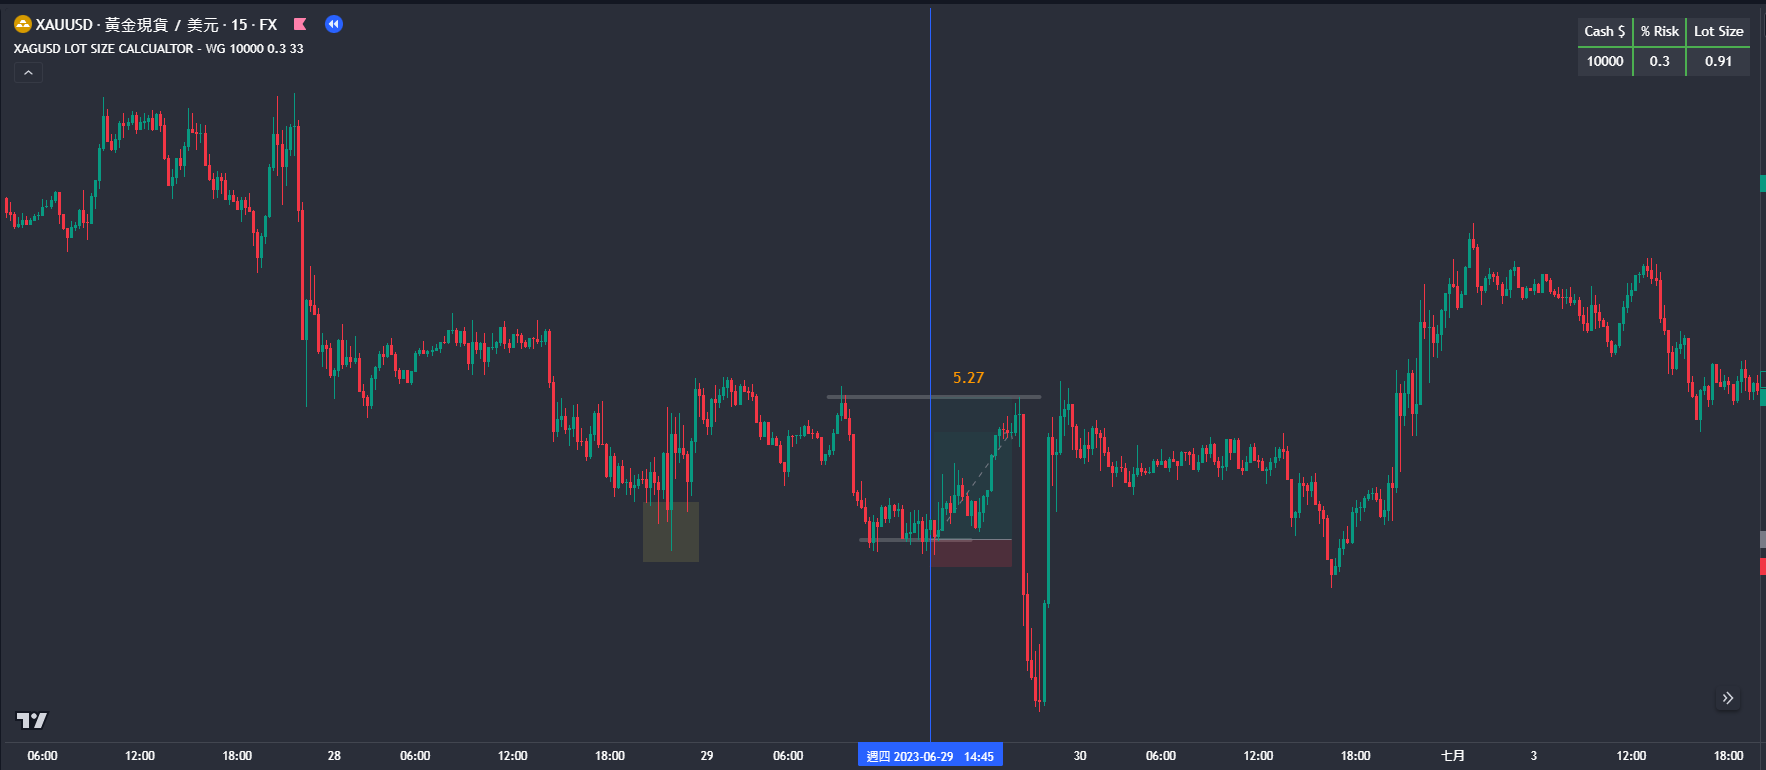 XAUUSD · 黃金現貨 / 美元 · 15 · FX
XAGUSD LOT SIZE CALCUALTOR - WG 10000 0.3 33
Cash $ % Risk Lot Size
10000 0.3 0.91
5.27
06:00 12:00 18:00 28 06:00 12:00 18:00 29 06:00 週四 2023-06-29 14:45 30 06:00 12:00 18:00 七月 3 12:00 18:00